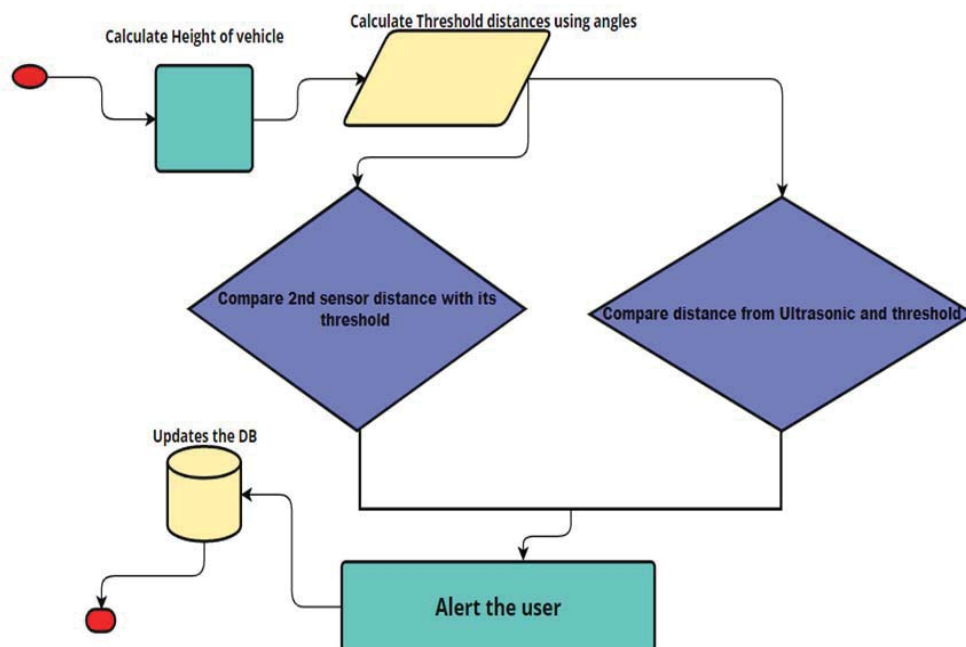 Calculate Threshold distances using angles
Calculate Height of vehicle
Compare 2nd sensor distance with its
threshold
Compare distance from Ultrasonic and threshold
Updates the DB
Alert the user